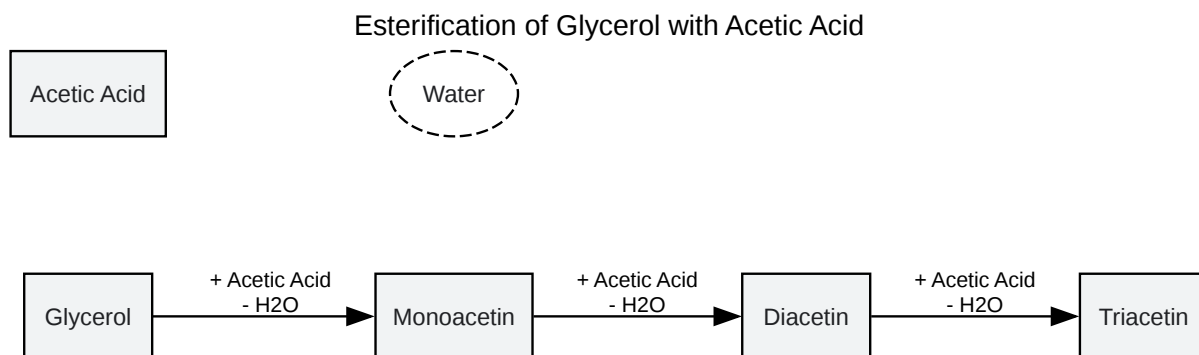 Esterification of Glycerol with Acetic Acid
Acetic Acid
Water
+ Acetic Acid
- H2O
+ Acetic Acid
- H2O
+ Acetic Acid
- H2O
Glycerol
Monoacetin
Diacetin
Triacetin